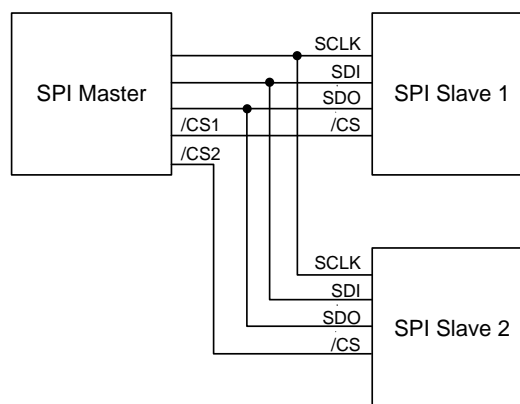 SPI Master
SCLK
SDI
SDO
/CS1
/CS
/CS2
SPI Slave 1
SCLK
SDI
SDO
/CS
SPI Slave 2